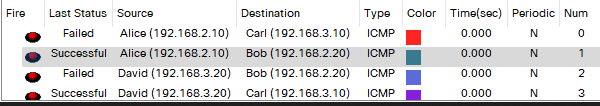 Fire Last Status Source Destination Type Color Time(sec) Periodic Num
Failed Alice (192.168.2.10) Carl (192.168.3.10) ICMP 0.000 N 0
Successful Alice (192.168.2.10) Bob (192.168.2.20) ICMP 0.000 N 1
Failed David (192.168.3.20) Bob (192.168.2.20) ICMP 0.000 N 2
Successful David (192.168.3.20) Carl (192.168.3.10) ICMP 0.000 N 3